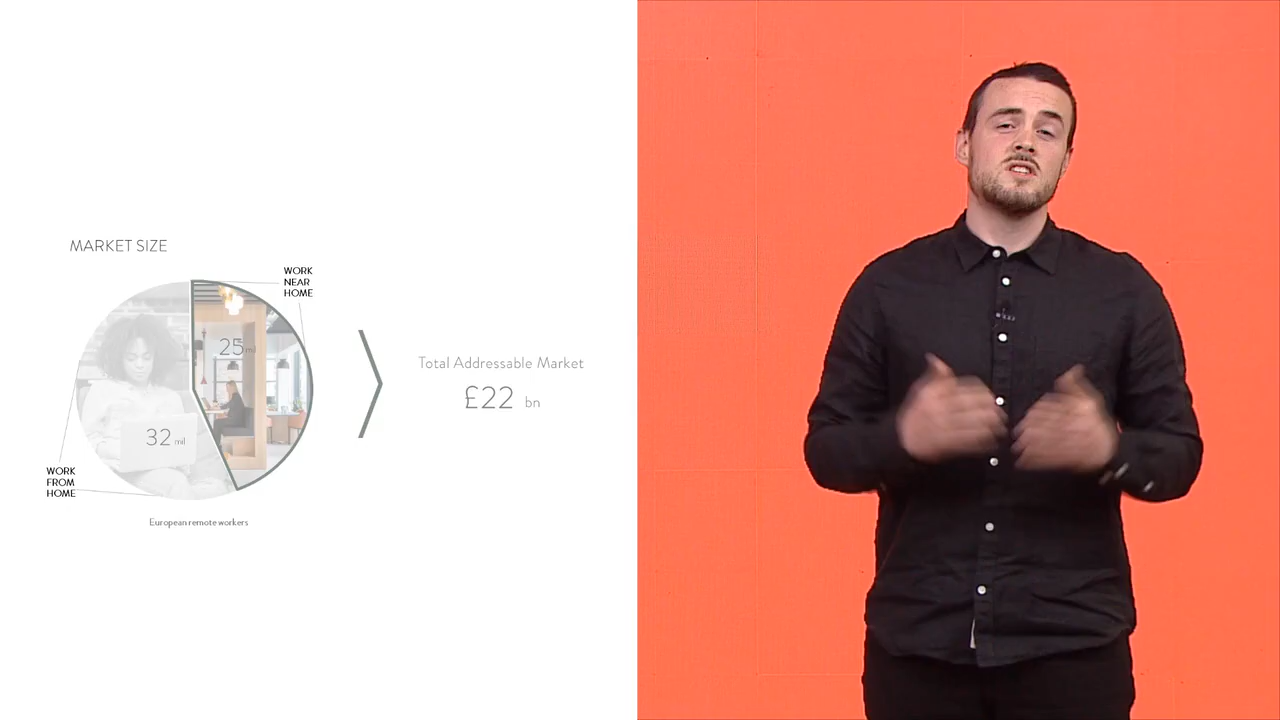 MARKET SIZE
WORK
NEAR
HOME
25 mil
Total Addressable Market
£22 bn
32 mil
WORK
FROM
HOME
European remote workers